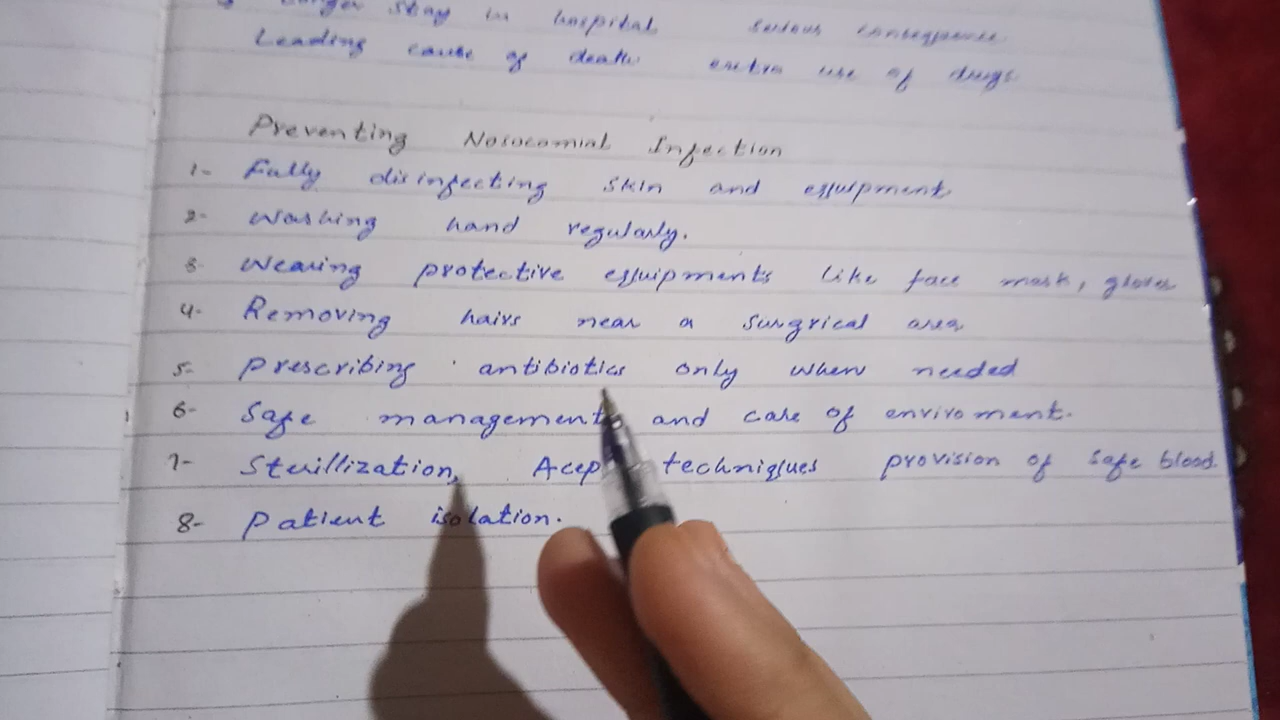 Longer stay in hospital serious consequence
Leading cause of death extra use of drugs
Preventing Nosocomial Infection
1- Fully disinfecting skin and equipment
2- Washing hand regularly.
3- Wearing protective equipments like face mask, gloves
4- Removing hairs near a surgrical area
5- Prescribing antibiotics only when needed
6- Safe management and care of enviroment.
7- Sterillization, Acep techniques provision of safe blood
8- Patient isolation.